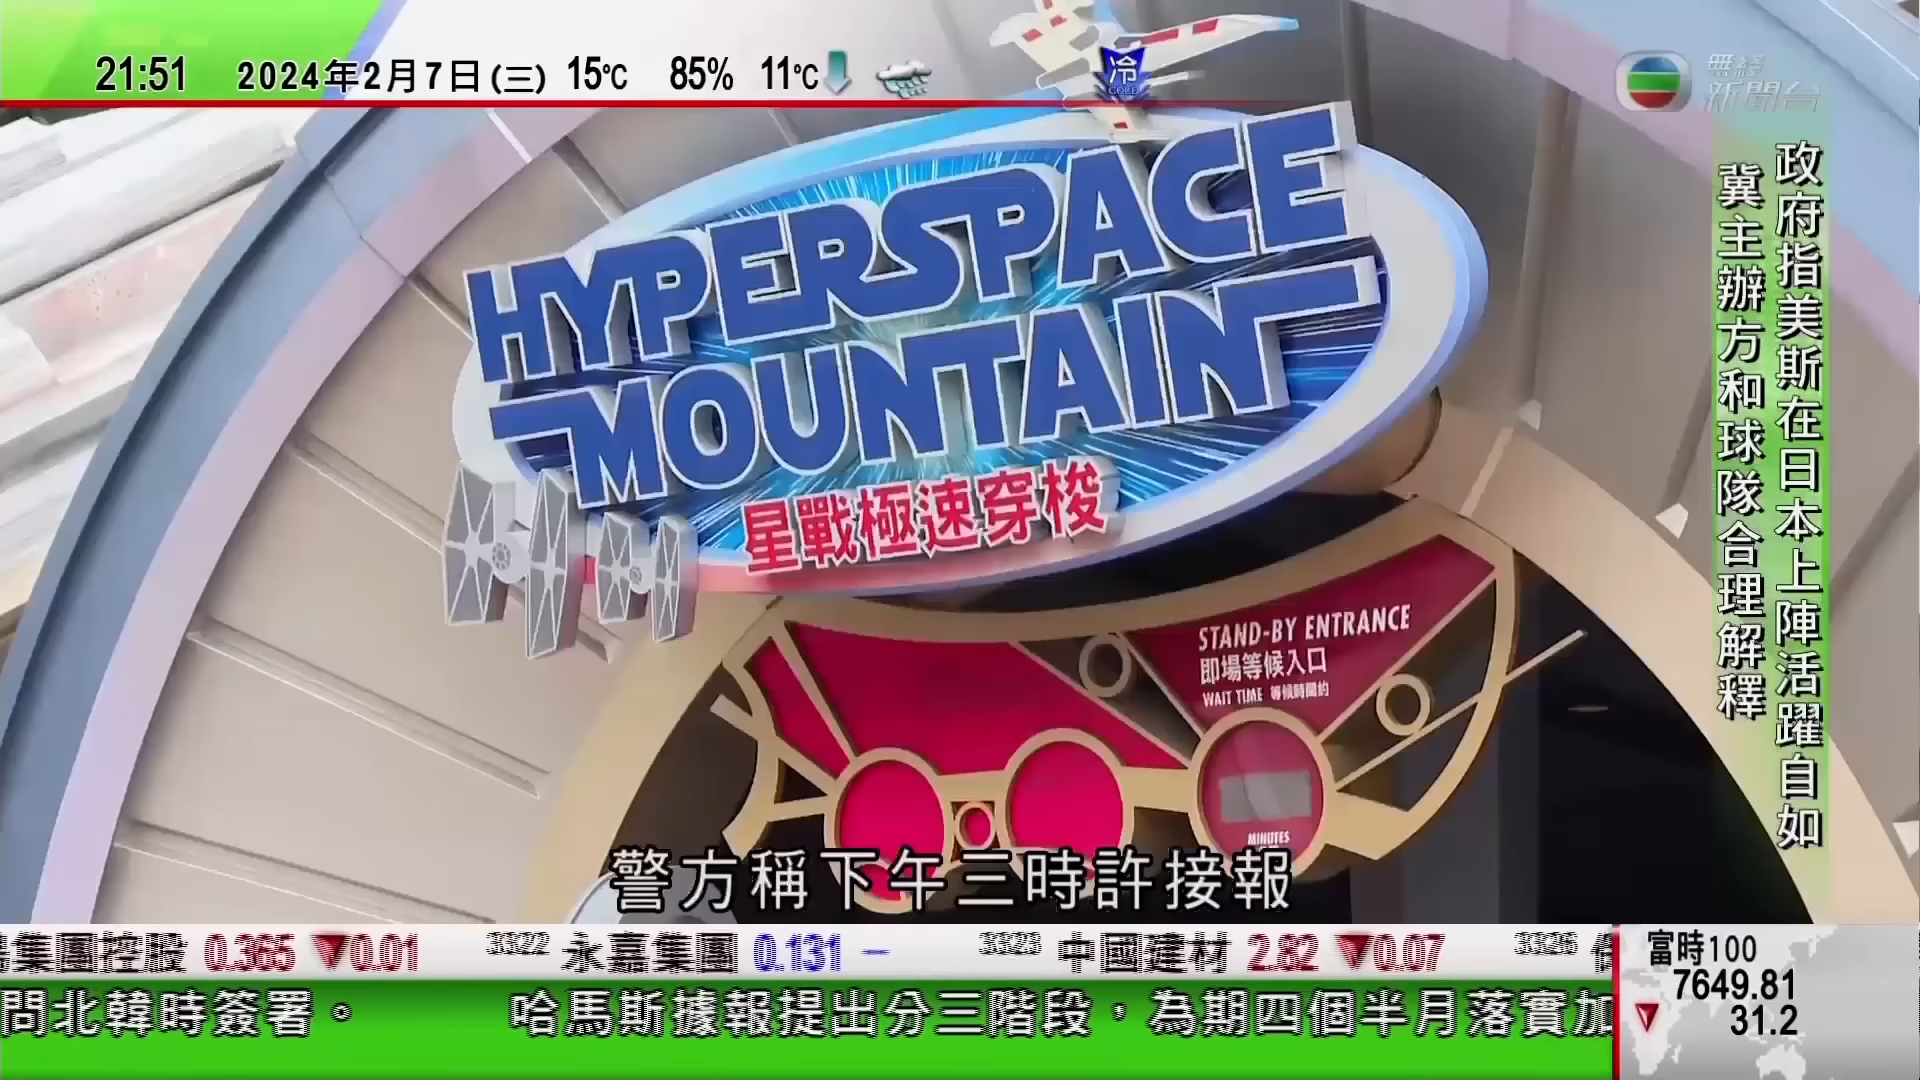 21:51 2024年2月7日(三) 15℃ 85% 11℃
冷
COLD
無綫
新聞台
政府指美斯在日本上陣活躍自如
冀主辦方和球隊合理解釋
HYPERSPACE
MOUNTAIN
星戰極速穿梭
STAND-BY ENTRANCE
即場等候入口
WAIT TIME 等候時間約
MINUTES
警方稱下午三時許接報
集團控股 0.365 ▼0.01 3322 永嘉集團 0.131 – 3323 中國建材 2.82 ▼0.07 3326
富時100
7649.81
▼ 31.2
問北韓時簽署。 哈馬斯據報提出分三階段，為期四個半月落實加